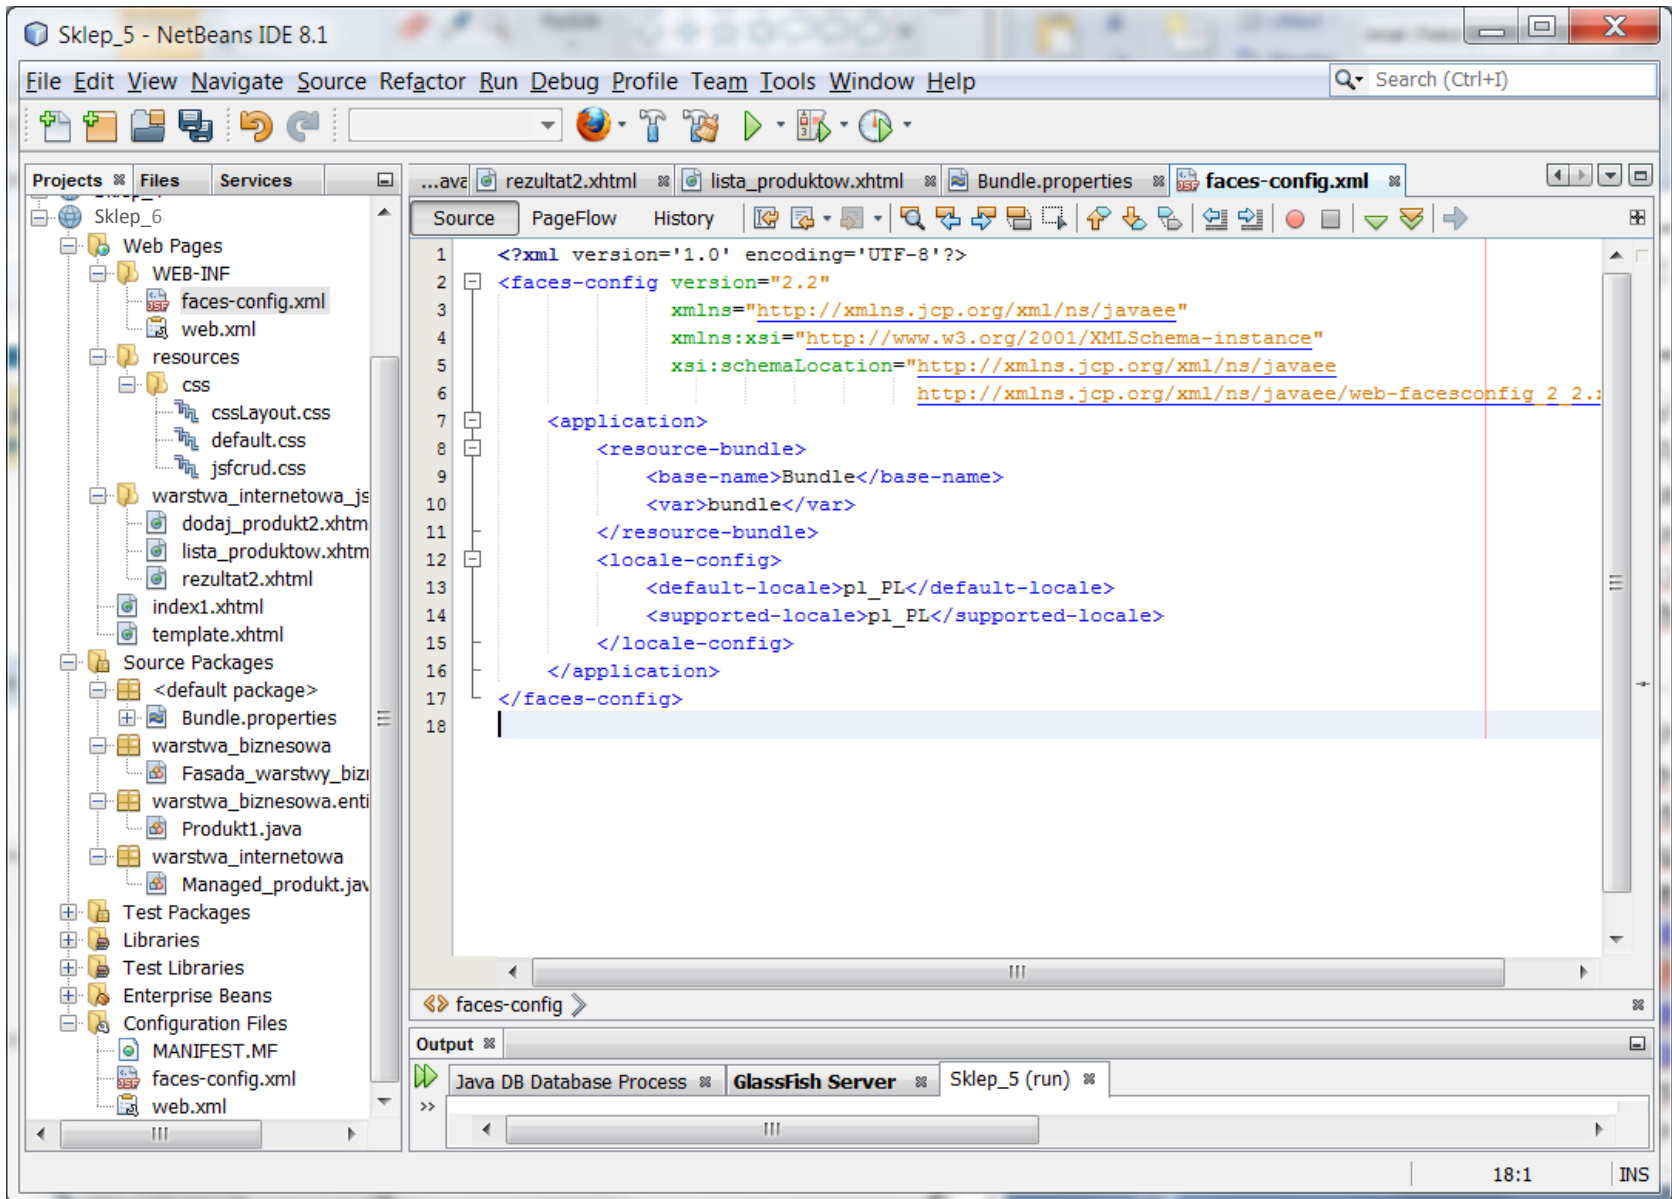 Sklep_5 - NetBeans IDE 8.1
File Edit View Navigate Source Refactor Run Debug Profile Team Tools Window Help
Search (Ctrl+I)
Projects Files Services
...ava rezultat2.xhtml lista_produktow.xhtml Bundle.properties faces-config.xml
Source PageFlow History
Sklep_6
Web Pages
WEB-INF
faces-config.xml
web.xml
resources
css
cssLayout.css
default.css
jsfcrud.css
warstwa_internetowa_js
dodaj_produkt2.xhtm
lista_produktow.xhtm
rezultat2.xhtml
index1.xhtml
template.xhtml
Source Packages
<default package>
Bundle.properties
warstwa_biznesowa
Fasada_warstwy_bizn
warstwa_biznesowa.enti
Produkt1.java
warstwa_internetowa
Managed_produkt.jav
Test Packages
Libraries
Test Libraries
Enterprise Beans
Configuration Files
MANIFEST.MF
faces-config.xml
web.xml
1 <?xml version='1.0' encoding='UTF-8'?>
2 <faces-config version="2.2"
3 xmlns="http://xmlns.jcp.org/xml/ns/javaee"
4 xmlns:xsi="http://www.w3.org/2001/XMLSchema-instance"
5 xsi:schemaLocation="http://xmlns.jcp.org/xml/ns/javaee
6 http://xmlns.jcp.org/xml/ns/javaee/web-facesconfig_2_2.x
7 <application>
8 <resource-bundle>
9 <base-name>Bundle</base-name>
10 <var>bundle</var>
11 </resource-bundle>
12 <locale-config>
13 <default-locale>pl_PL</default-locale>
14 <supported-locale>pl_PL</supported-locale>
15 </locale-config>
16 </application>
17 </faces-config>
18
faces-config
Output
Java DB Database Process GlassFish Server Sklep_5 (run)
18:1 INS